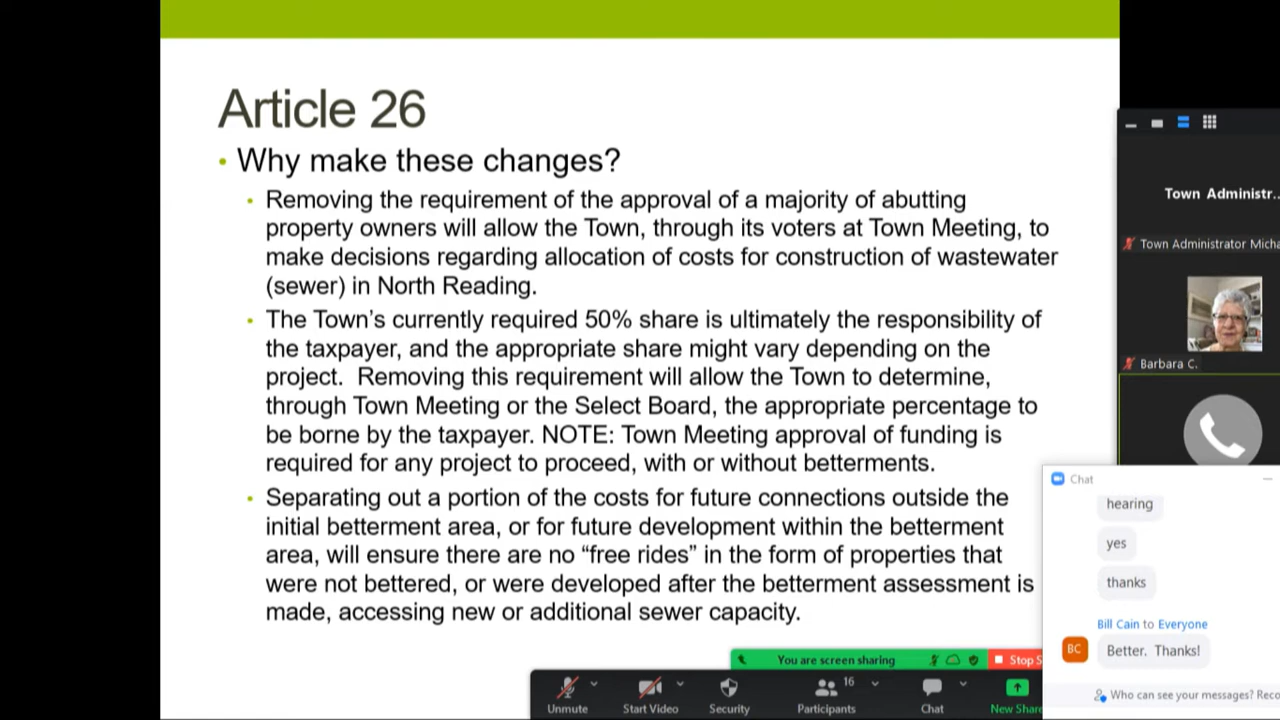 Article 26
• Why make these changes?
• Removing the requirement of the approval of a majority of abutting
property owners will allow the Town, through its voters at Town Meeting, to
make decisions regarding allocation of costs for construction of wastewater
(sewer) in North Reading.
• The Town's currently required 50% share is ultimately the responsibility of
the taxpayer, and the appropriate share might vary depending on the
project. Removing this requirement will allow the Town to determine,
through Town Meeting or the Select Board, the appropriate percentage to
be borne by the taxpayer. NOTE: Town Meeting approval of funding is
required for any project to proceed, with or without betterments.
• Separating out a portion of the costs for future connections outside the
initial betterment area, or for future development within the betterment
area, will ensure there are no “free rides” in the form of properties that
were not bettered, or were developed after the betterment assessment is
made, accessing new or additional sewer capacity.
Town Administr...
Town Administrator Micha
Barbara C.
Chat
hearing
yes
thanks
Bill Cain to Everyone
BC
Better. Thanks!
Who can see your messages? Reco
You are screen sharing
Stop S
Unmute
Start Video
Security
16
Participants
Chat
New Share